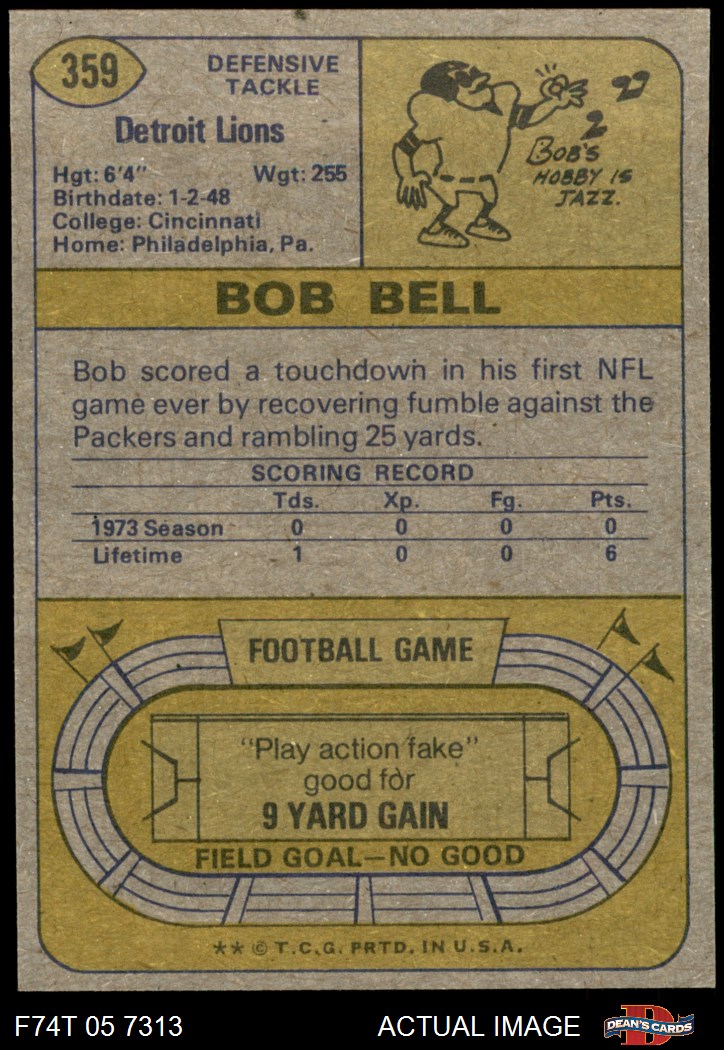 359
DEFENSIVE
TACKLE
Detroit Lions
Hgt: 6'4" Wgt: 255
Birthdate: 1-2-48
College: Cincinnati
Home: Philadelphia, Pa.
BOB'S
HOBBY IS
JAZZ.
BOB BELL
Bob scored a touchdown in his first NFL
game ever by recovering fumble against the
Packers and rambling 25 yards.
SCORING RECORD
Tds. Xp. Fg. Pts.
1973 Season 0 0 0 0
Lifetime 1 0 0 6
FOOTBALL GAME
"Play action fake"
good for
9 YARD GAIN
FIELD GOAL—NO GOOD
** © T.C.G. PRTD. IN U.S.A.
F74T 05 7313 ACTUAL IMAGE
D
DEAN'S CARDS